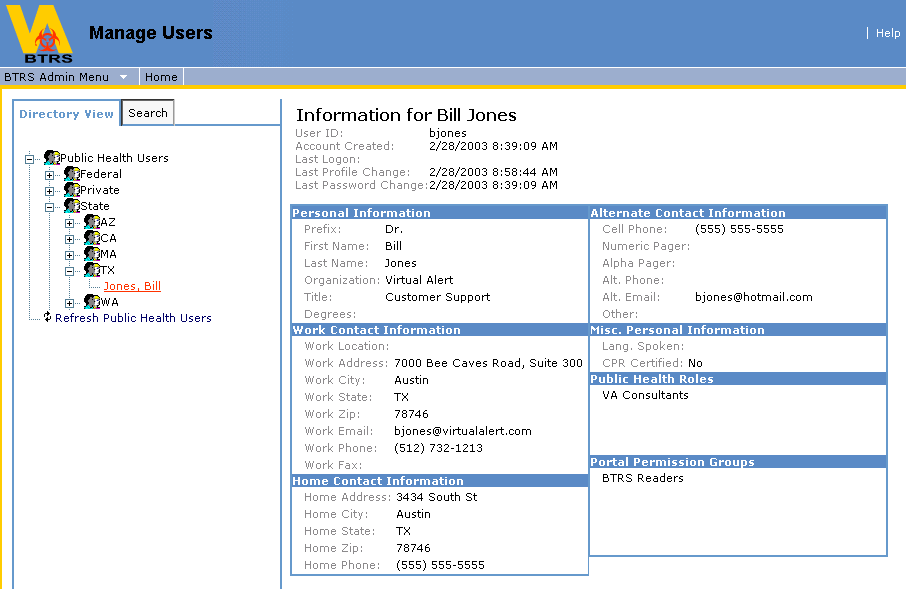 VA
BTRS
Manage Users
| Help
BTRS Admin Menu
Home
Directory View
Search
Public Health Users
Federal
Private
State
AZ
CA
MA
TX
Jones, Bill
WA
Refresh Public Health Users
Information for Bill Jones
User ID: bjones
Account Created: 2/28/2003 8:39:09 AM
Last Logon:
Last Profile Change: 2/28/2003 8:58:44 AM
Last Password Change: 2/28/2003 8:39:09 AM
Personal Information
Prefix: Dr.
First Name: Bill
Last Name: Jones
Organization: Virtual Alert
Title: Customer Support
Degrees:
Work Contact Information
Work Location:
Work Address: 7000 Bee Caves Road, Suite 300
Work City: Austin
Work State: TX
Work Zip: 78746
Work Email: bjones@virtualalert.com
Work Phone: (512) 732-1213
Work Fax:
Home Contact Information
Home Address: 3434 South St
Home City: Austin
Home State: TX
Home Zip: 78746
Home Phone: (555) 555-5555
Alternate Contact Information
Cell Phone: (555) 555-5555
Numeric Pager:
Alpha Pager:
Alt. Phone:
Alt. Email: bjones@hotmail.com
Other:
Misc. Personal Information
Lang. Spoken:
CPR Certified: No
Public Health Roles
VA Consultants
Portal Permission Groups
BTRS Readers